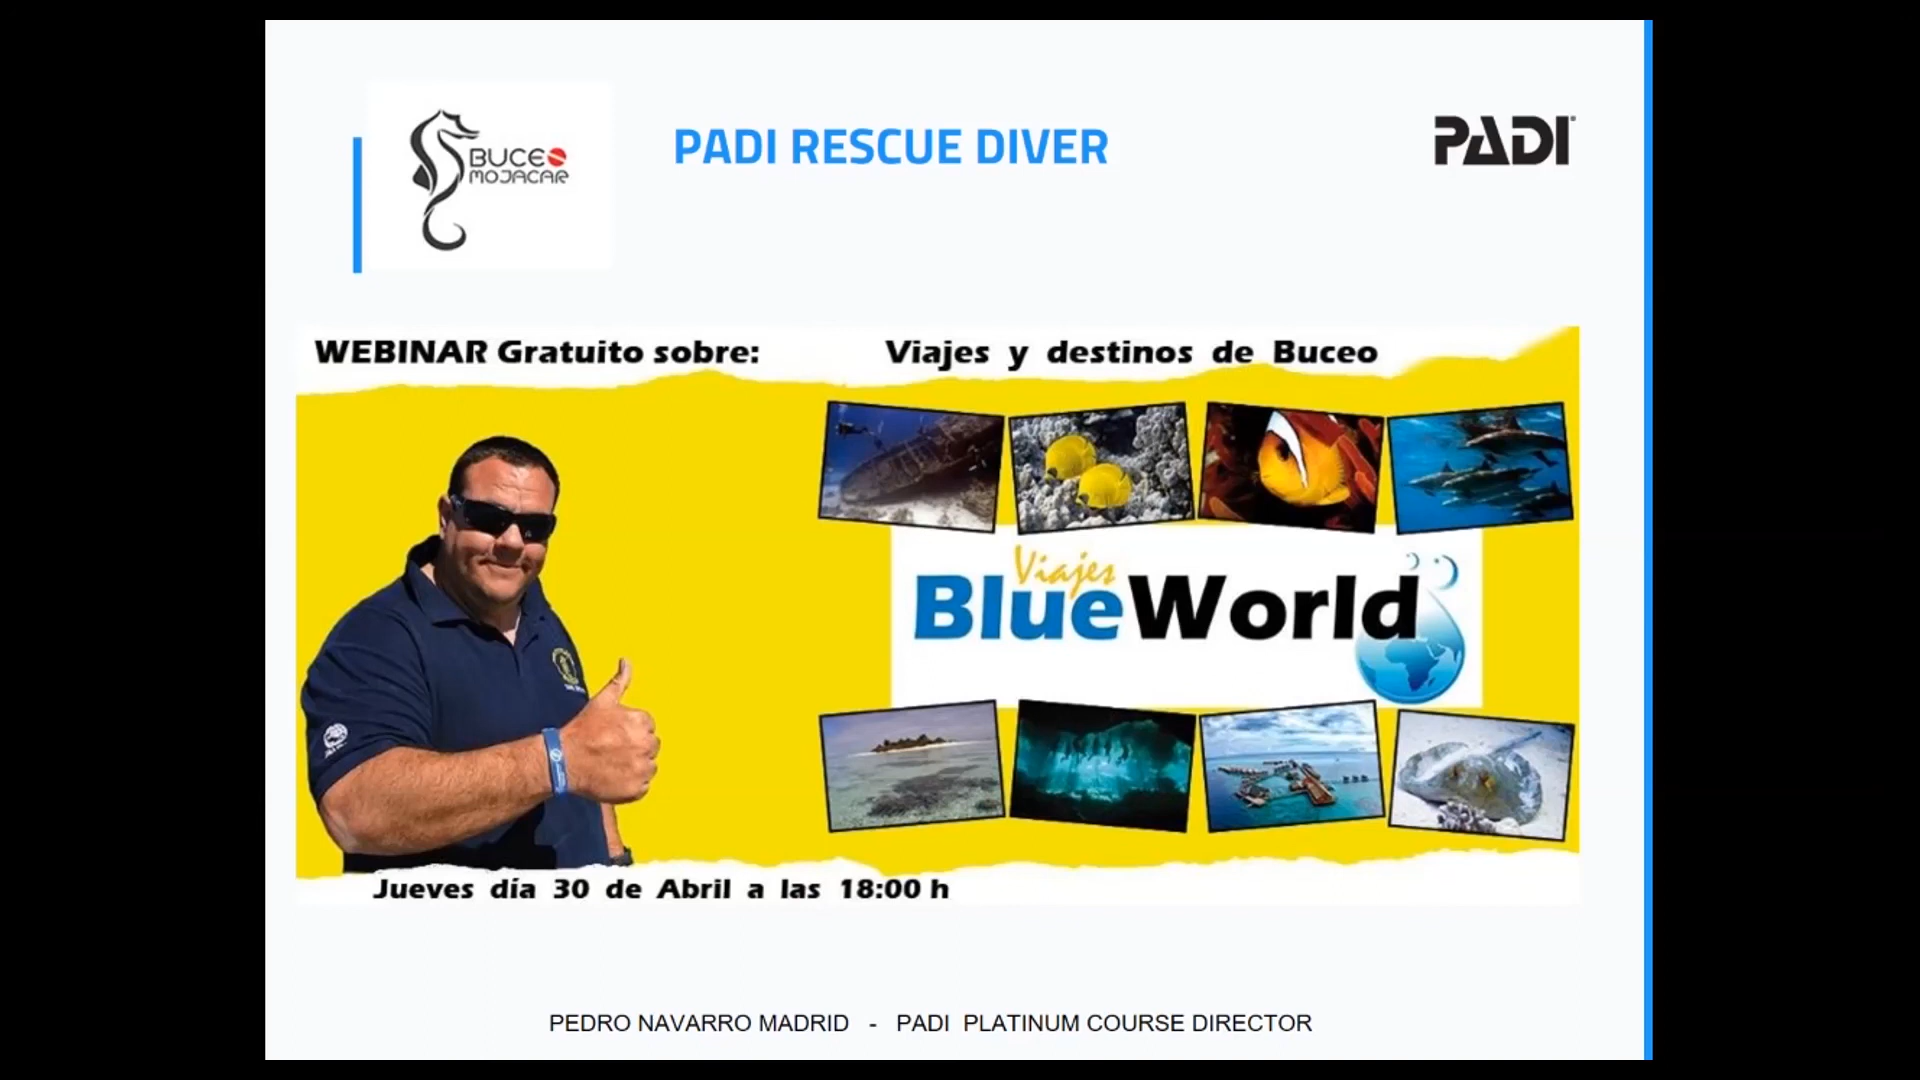 BUCEO
MOJACAR
PADI RESCUE DIVER
PADI
WEBINAR Gratuito sobre:
Viajes y destinos de Buceo
Viajes
BlueWorld
Jueves día 30 de Abril a las 18:00 h
PEDRO NAVARRO MADRID - PADI PLATINUM COURSE DIRECTOR